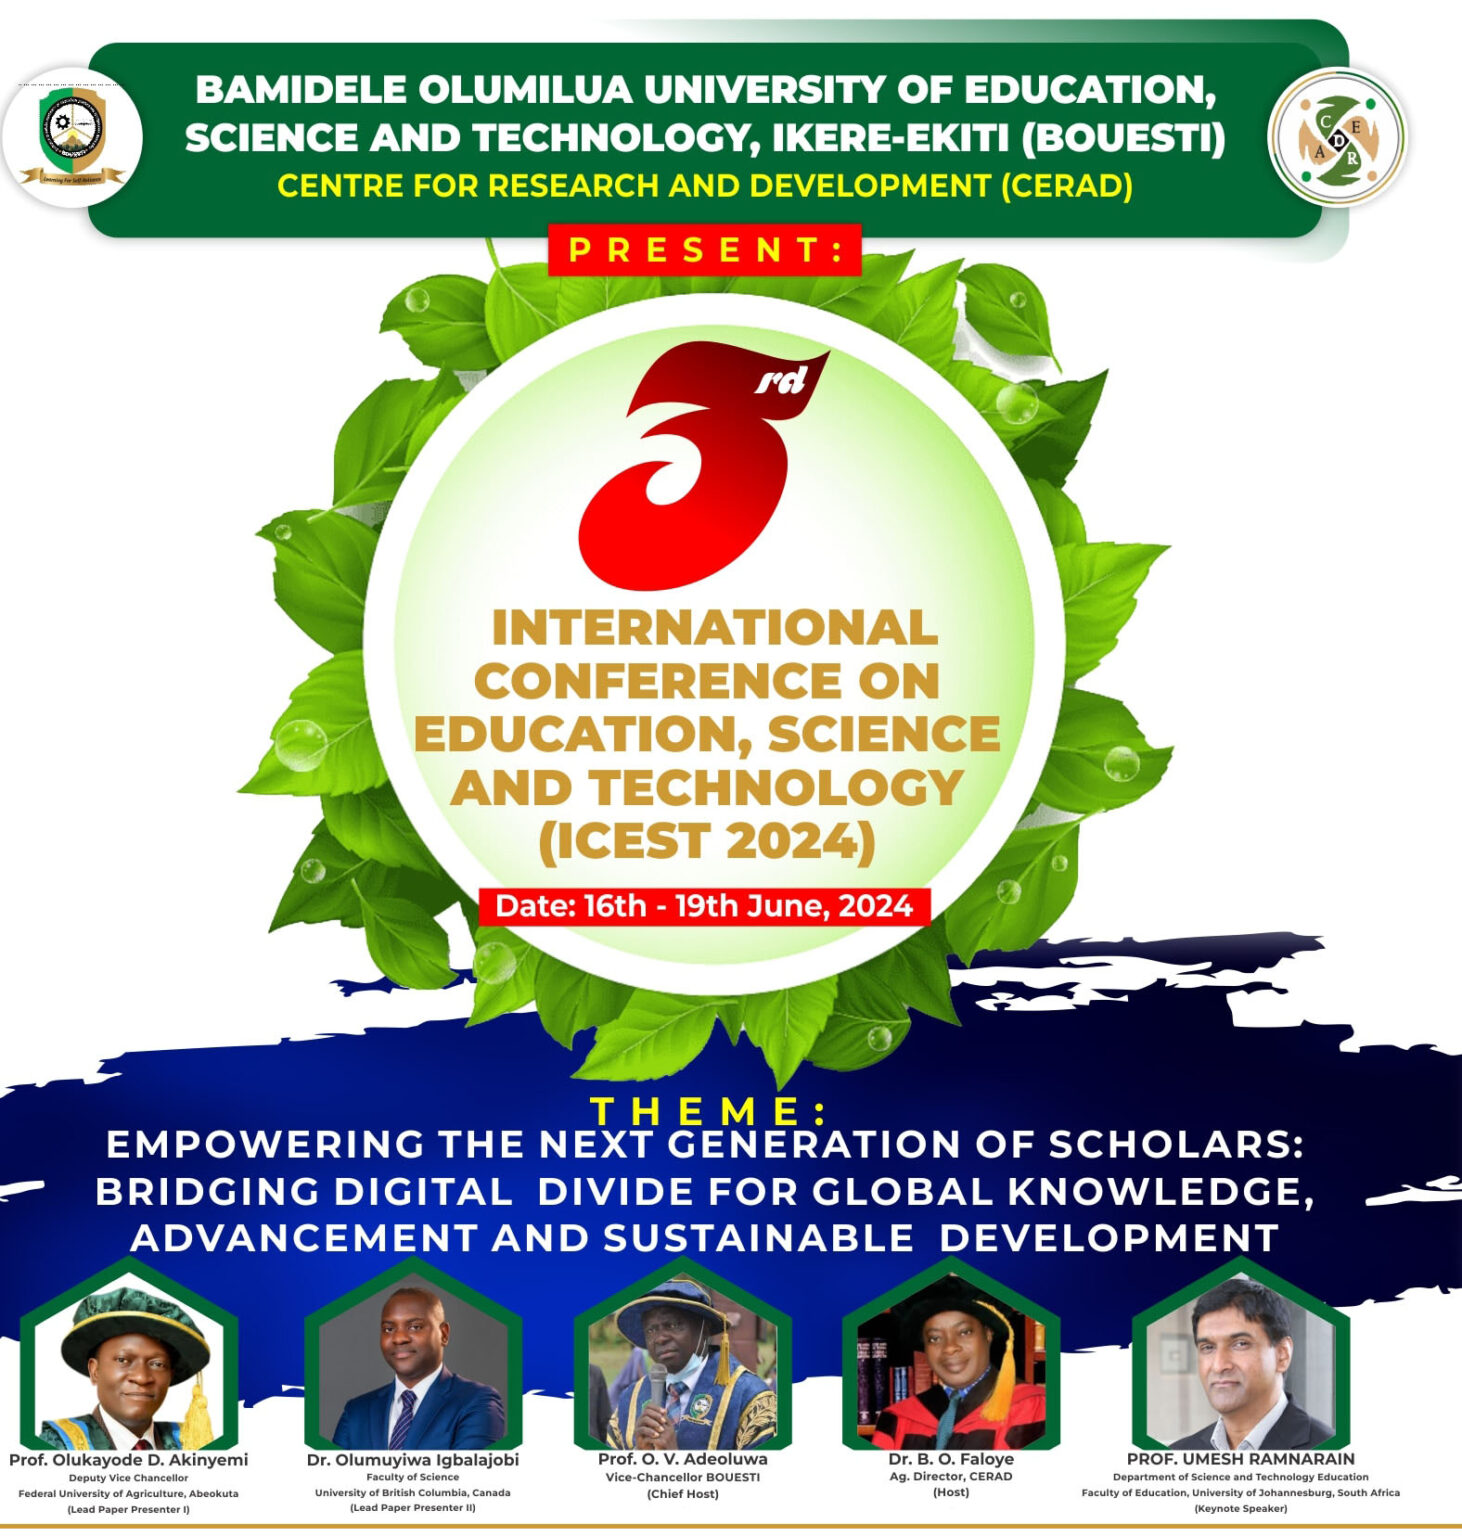 BAMIDELE OLUMILUA UNIVERSITY OF EDUCATION,
SCIENCE AND TECHNOLOGY, IKERE-EKITI (BOUESTI)
CENTRE FOR RESEARCH AND DEVELOPMENT (CERAD)
PRESENT:
3rd
INTERNATIONAL
CONFERENCE ON
EDUCATION, SCIENCE
AND TECHNOLOGY
(ICEST 2024)
Date: 16th - 19th June, 2024
THEME:
EMPOWERING THE NEXT GENERATION OF SCHOLARS:
BRIDGING DIGITAL DIVIDE FOR GLOBAL KNOWLEDGE,
ADVANCEMENT AND SUSTAINABLE DEVELOPMENT
Prof. Olukayode D. Akinyemi
Deputy Vice Chancellor
Federal University of Agriculture, Abeokuta
(Lead Paper Presenter I)
Dr. Olumuyiwa Igbalajobi
Faculty of Science
University of British Columbia, Canada
(Lead Paper Presenter II)
Prof. O. V. Adeoluwa
Vice-Chancellor BOUESTI
(Chief Host)
Dr. B. O. Faloye
Ag. Director, CERAD
(Host)
PROF. UMESH RAMNARAIN
Department of Science and Technology Education
Faculty of Education, University of Johannesburg, South Africa
(Keynote Speaker)